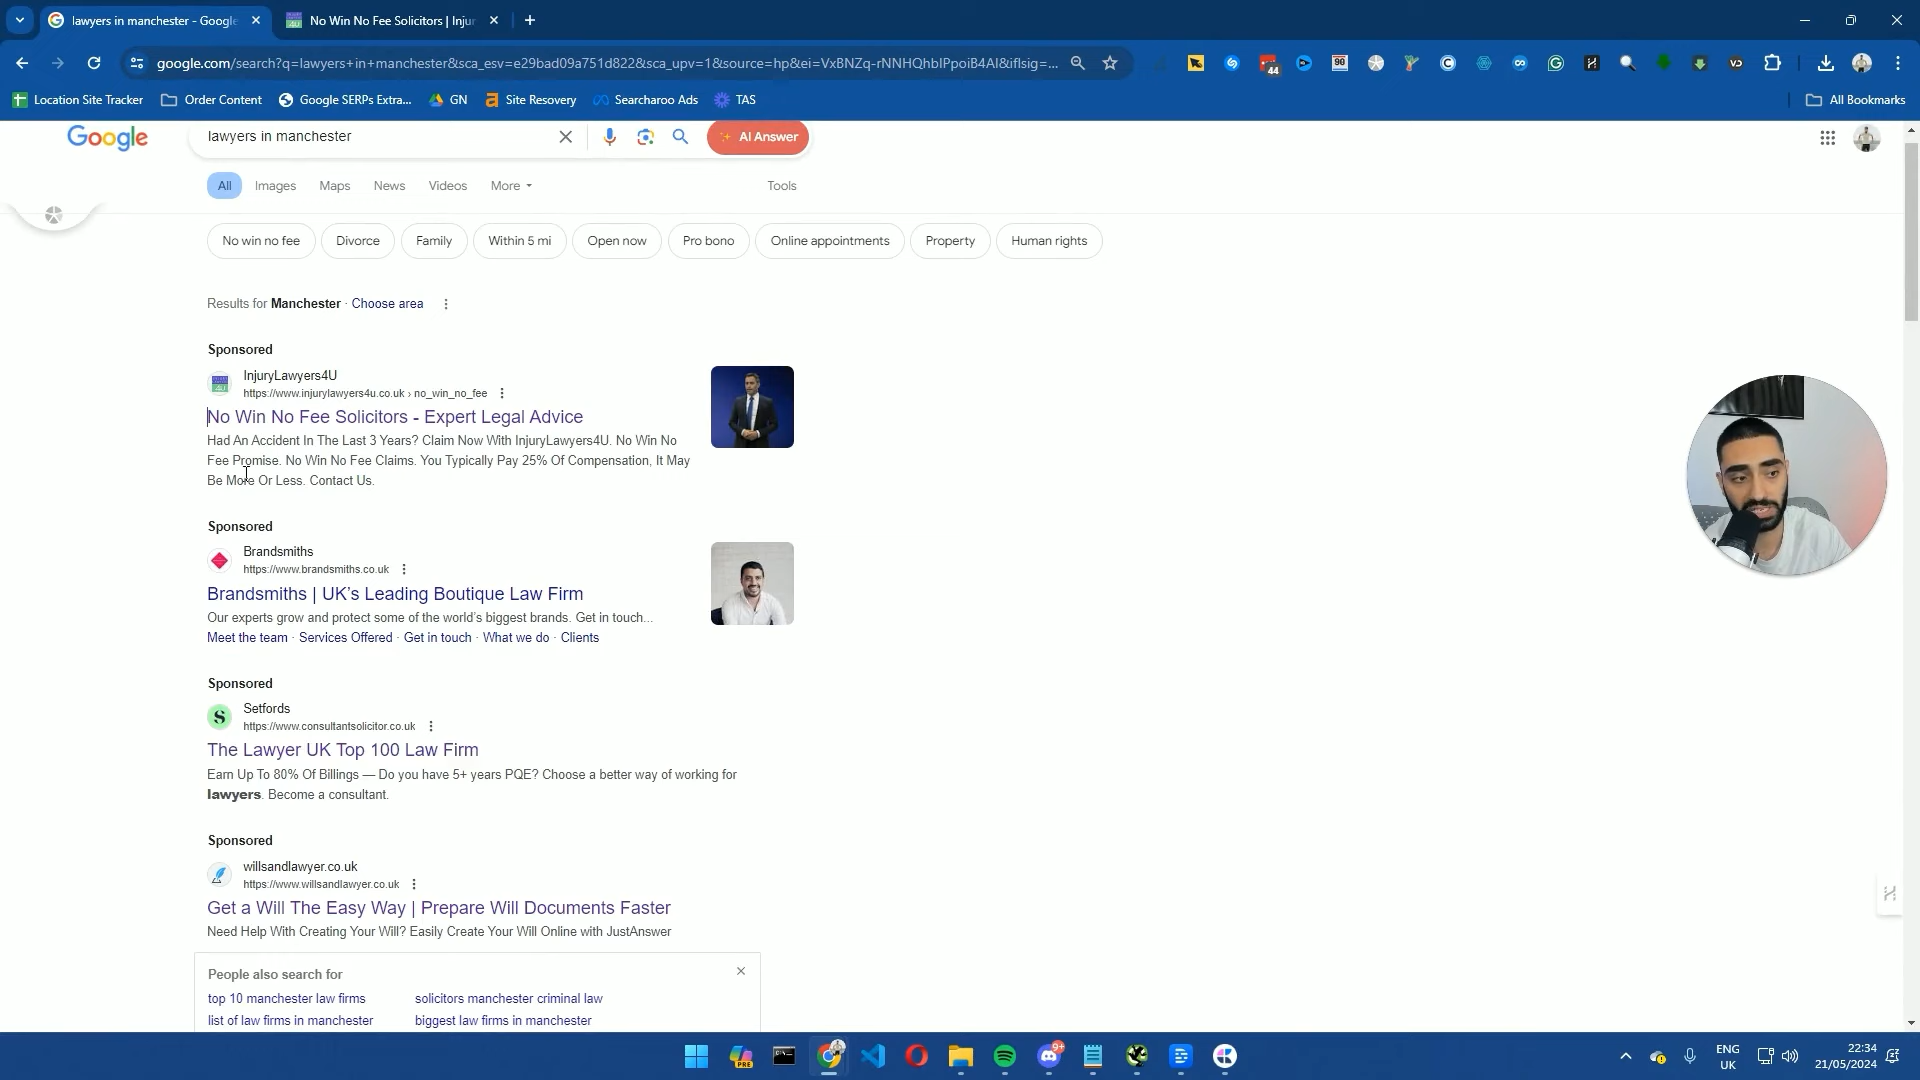 lawyers in manchester - Google
No Win No Fee Solicitors | Injur
google.com/search?q=lawyers+in+manchester&sca_esv=e29bad09a751d822&sca_upv=1&source=hp&ei=VxBNZq-rNNHQhbIPpoiB4AI&iflsig=...
44
90
Location Site Tracker
Order Content
Google SERPs Extra...
GN
Site Recovery
Searcharoo Ads
TAS
All Bookmarks
Google
lawyers in manchester
AI Answer
All
Images
Maps
News
Videos
More
Tools
No win no fee
Divorce
Family
Within 5 mi
Open now
Pro bono
Online appointments
Property
Human rights
Results for Manchester · Choose area
Sponsored
InjuryLawyers4U
https://www.injurylawyers4u.co.uk › no_win_no_fee
No Win No Fee Solicitors - Expert Legal Advice
Had An Accident In The Last 3 Years? Claim Now With InjuryLawyers4U. No Win No
Fee Promise. No Win No Fee Claims. You Typically Pay 25% Of Compensation, It May
Be More Or Less. Contact Us.
Sponsored
Brandsmiths
https://www.brandsmiths.co.uk
Brandsmiths | UK's Leading Boutique Law Firm
Our experts grow and protect some of the world's biggest brands. Get in touch...
Meet the team · Services Offered · Get in touch · What we do · Clients
Sponsored
S
Setfords
https://www.consultantsolicitor.co.uk
The Lawyer UK Top 100 Law Firm
Earn Up To 80% Of Billings — Do you have 5+ years PQE? Choose a better way of working for
lawyers. Become a consultant.
Sponsored
willsandlawyer.co.uk
https://www.willsandlawyer.co.uk
Get a Will The Easy Way | Prepare Will Documents Faster
Need Help With Creating Your Will? Easily Create Your Will Online with JustAnswer
People also search for
top 10 manchester law firms
solicitors manchester criminal law
list of law firms in manchester
biggest law firms in manchester
PRE
9+
ENG
UK
22:34
21/05/2024